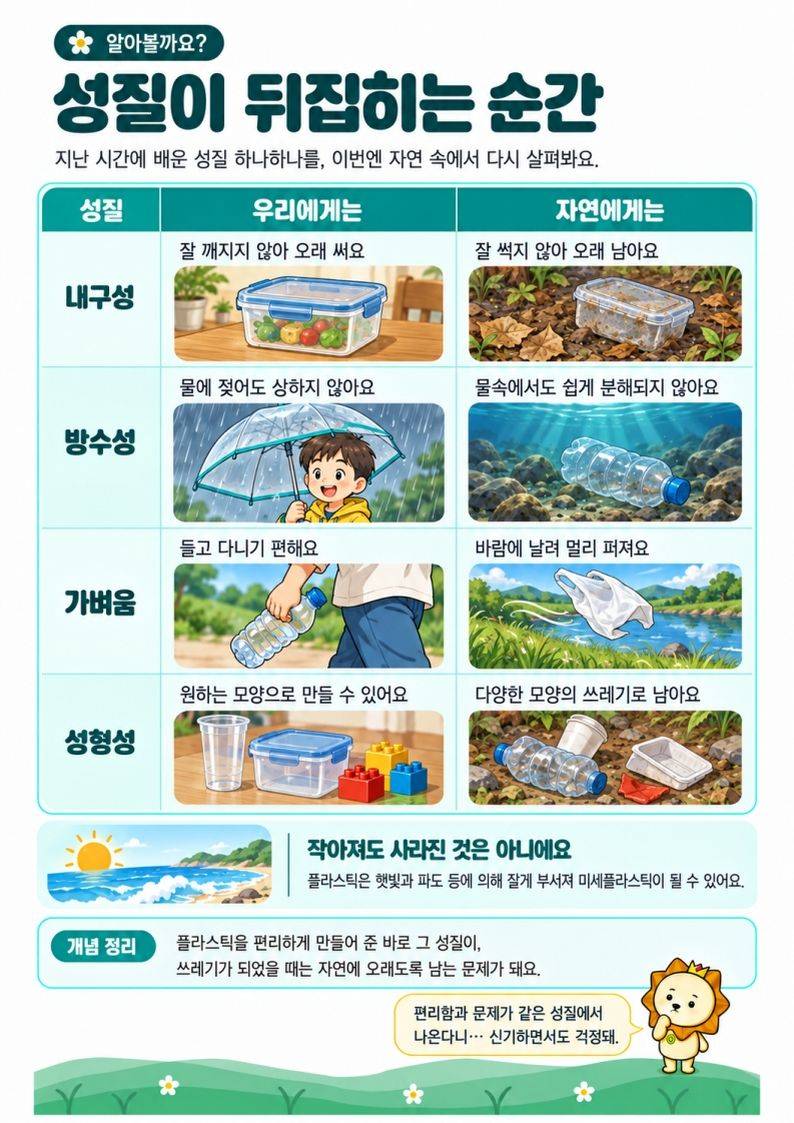 알아볼까요?
성질이 뒤집히는 순간
지난 시간에 배운 성질 하나하나를, 이번엔 자연 속에서 다시 살펴봐요.
성질
우리에게는
자연에게는
내구성
잘 깨지지 않아 오래 써요
잘 썩지 않아 오래 남아요
방수성
물에 젖어도 상하지 않아요
물속에서도 쉽게 분해되지 않아요
가벼움
들고 다니기 편해요
바람에 날려 멀리 퍼져요
성형성
원하는 모양으로 만들 수 있어요
다양한 모양의 쓰레기로 남아요
작아져도 사라진 것은 아니에요
플라스틱은 햇빛과 파도 등에 의해 잘게 부서져 미세플라스틱이 될 수 있어요.
개념 정리
플라스틱을 편리하게 만들어 준 바로 그 성질이,
쓰레기가 되었을 때는 자연에 오래도록 남는 문제가 돼요.
편리함과 문제가 같은 성질에서
나온다니… 신기하면서도 걱정돼.